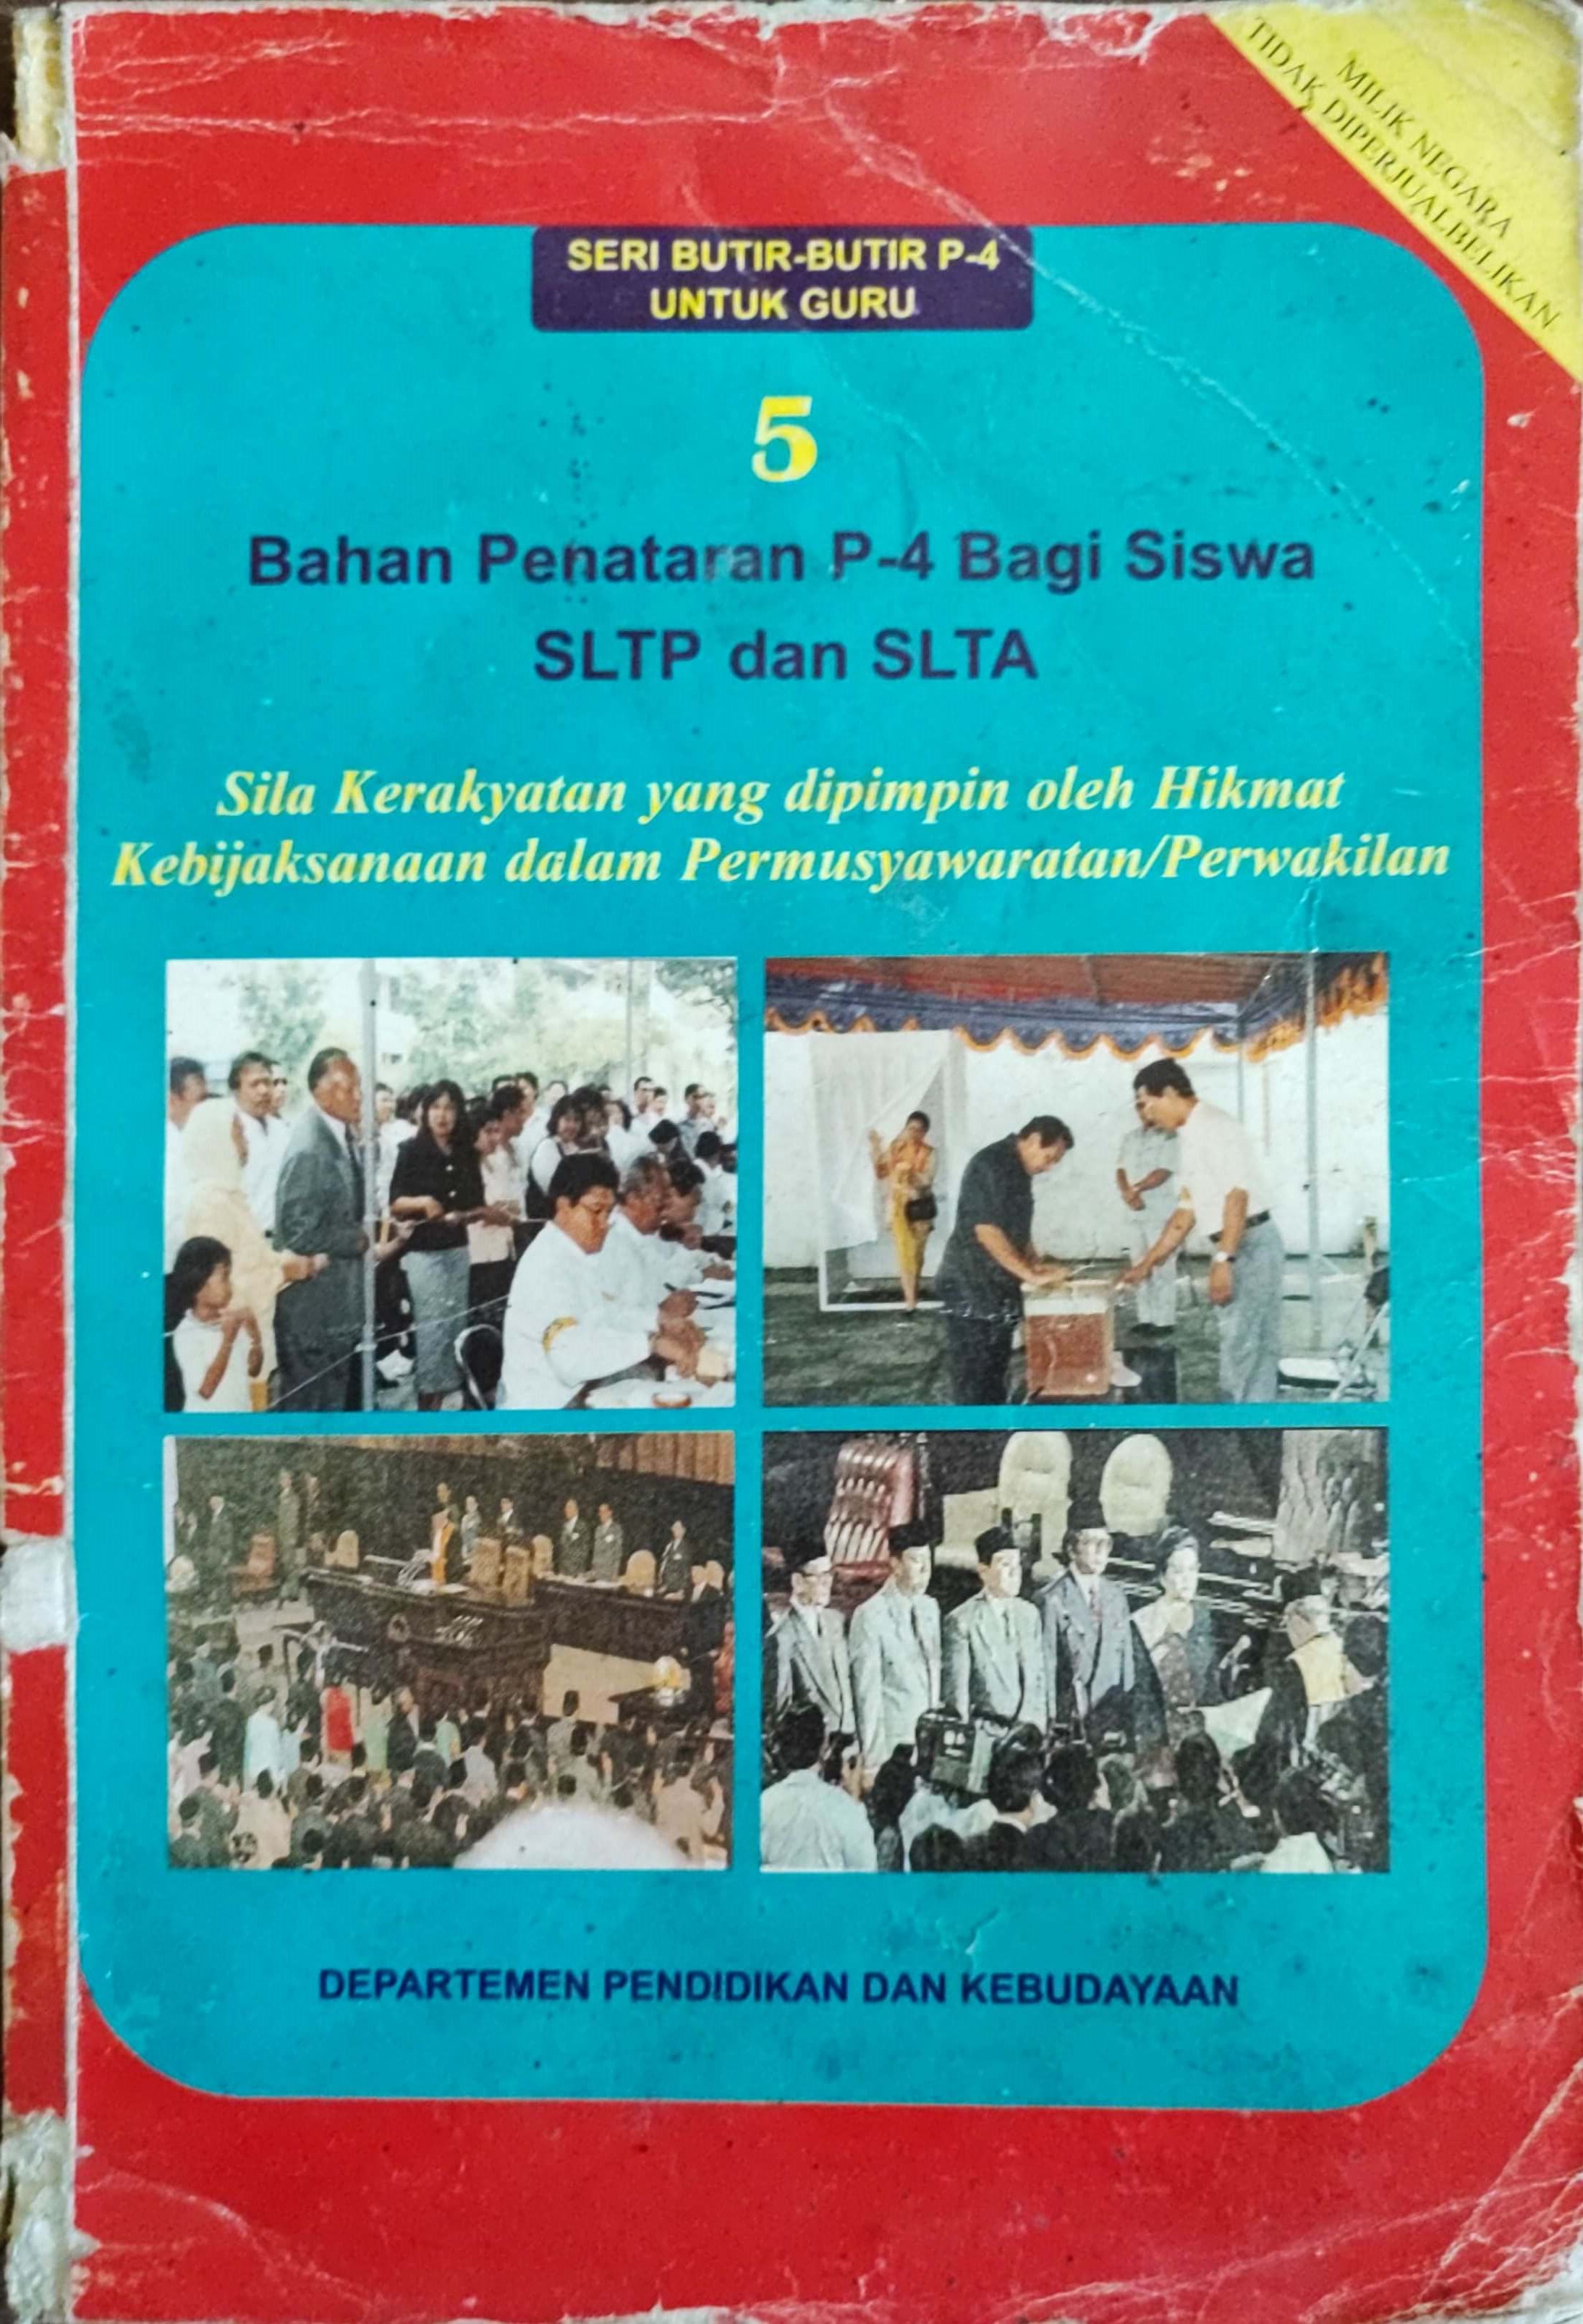 MILIK NEGARA
TIDAK DIPERJUALBELIKAN
SERI BUTIR-BUTIR P-4
UNTUK GURU
5
Bahan Penataran P-4 Bagi Siswa
SLTP dan SLTA
Sila Kerakyatan yang dipimpin oleh Hikmat
Kebijaksanaan dalam Permusyawaratan/Perwakilan
DEPARTEMEN PENDIDIKAN DAN KEBUDAYAAN